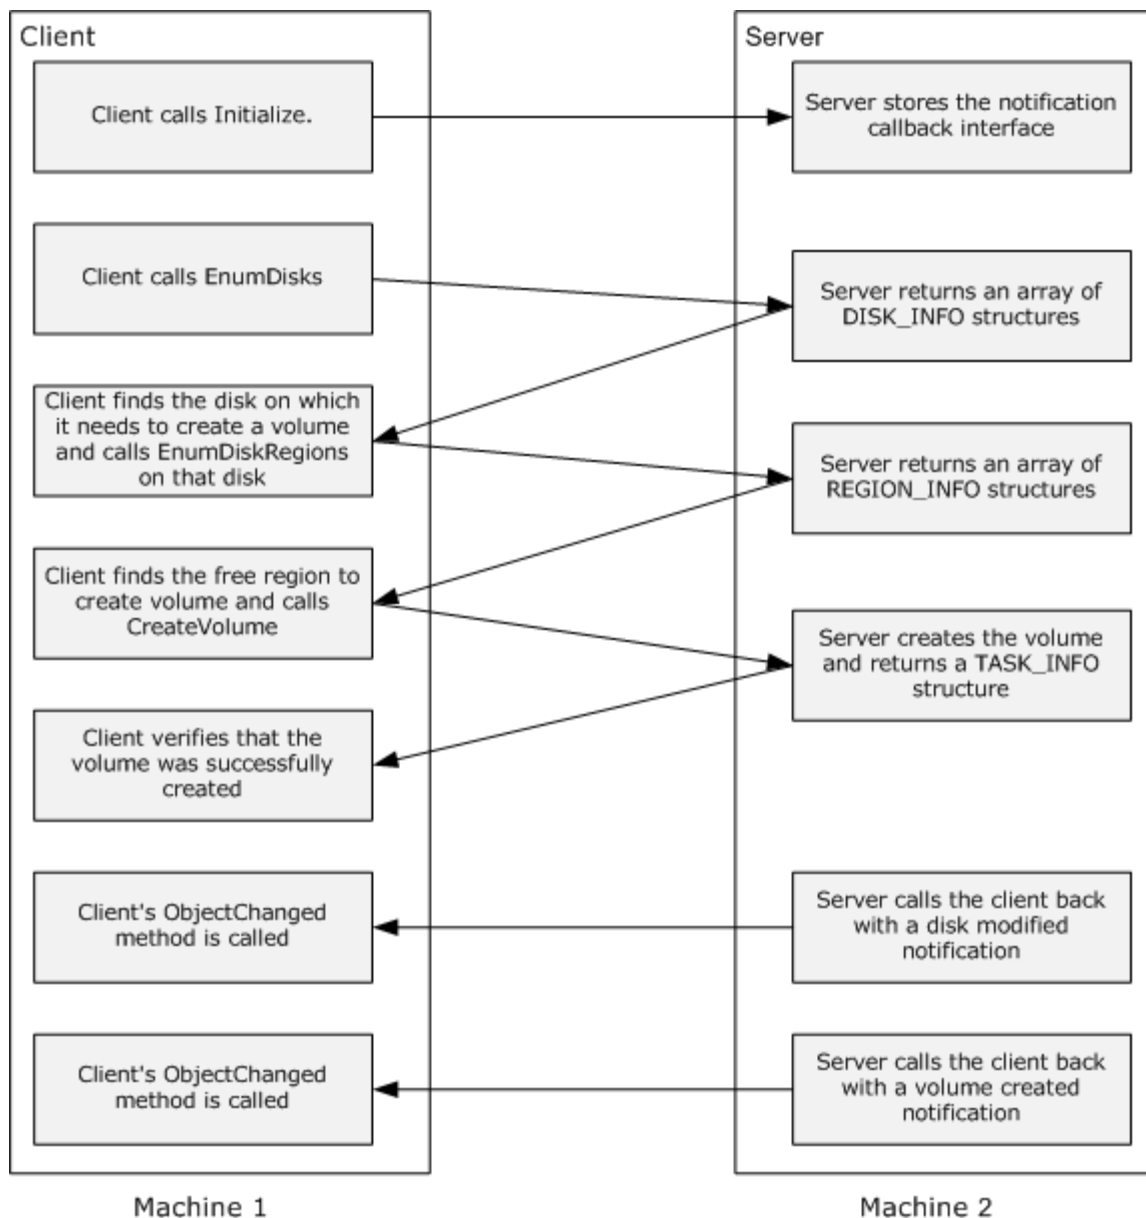 Client
Client calls Initialize.
Client calls EnumDisks
Client finds the disk on which
it needs to create a volume
and calls EnumDiskRegions
on that disk
Client finds the free region to
create volume and calls
CreateVolume
Client verifies that the
volume was successfully
created
Client's ObjectChanged
method is called
Client's ObjectChanged
method is called
Machine 1
Server
Server stores the notification
callback interface
Server returns an array of
DISK_INFO structures
Server returns an array of
REGION_INFO structures
Server creates the volume
and returns a TASK_INFO
structure
Server calls the client back
with a disk modified
notification
Server calls the client back
with a volume created
notification
Machine 2